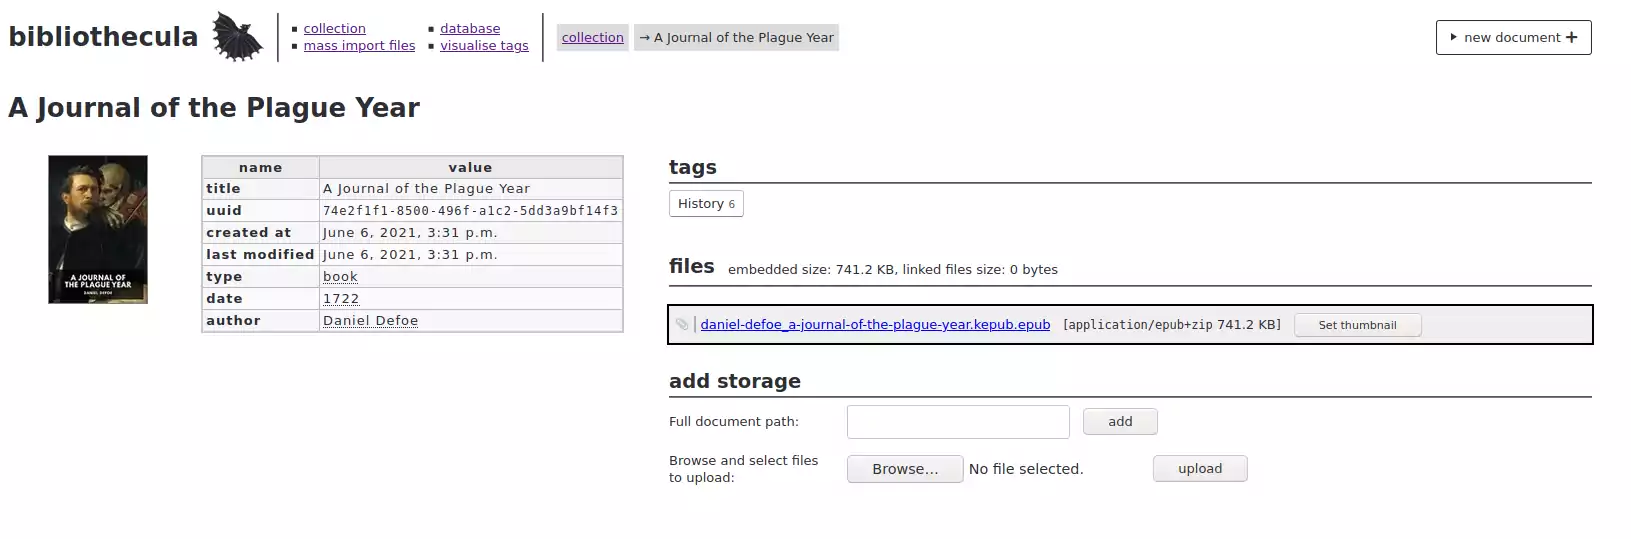 bibliothecula
▪ collection ▪ database
▪ mass import files ▪ visualise tags
collection → A Journal of the Plague Year
new document +
A Journal of the Plague Year
A JOURNAL OF
THE PLAGUE YEAR
DANIEL DEFOE
name value
title A Journal of the Plague Year
uuid 74e2f1f1-8500-496f-a1c2-5dd3a9bf14f3
created at June 6, 2021, 3:31 p.m.
last modified June 6, 2021, 3:31 p.m.
type book
date 1722
author Daniel Defoe
tags
History 6
files embedded size: 741.2 KB, linked files size: 0 bytes
daniel-defoe_a-journal-of-the-plague-year.kepub.epub [application/epub+zip 741.2 KB] Set thumbnail
add storage
Full document path: add
Browse and select files
to upload:
Browse... No file selected. upload